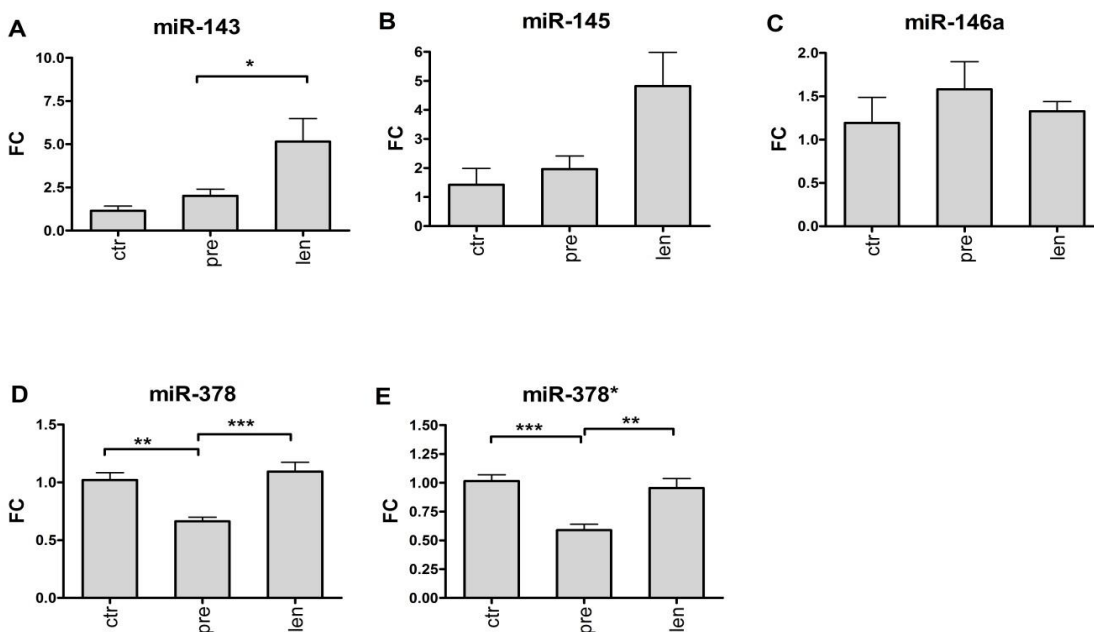 A
miR-143
10.0
7.5
5.0
2.5
0.0
FC
*
ctr
pre
len
B
miR-145
6
5
4
3
2
1
0
FC
ctr
pre
len
C
miR-146a
2.0
1.5
1.0
0.5
0.0
FC
ctr
pre
len
D
miR-378
1.5
1.0
0.5
0.0
FC
**
***
ctr
pre
len
E
miR-378*
1.50
1.25
1.00
0.75
0.50
0.25
0.00
FC
***
**
ctr
pre
len